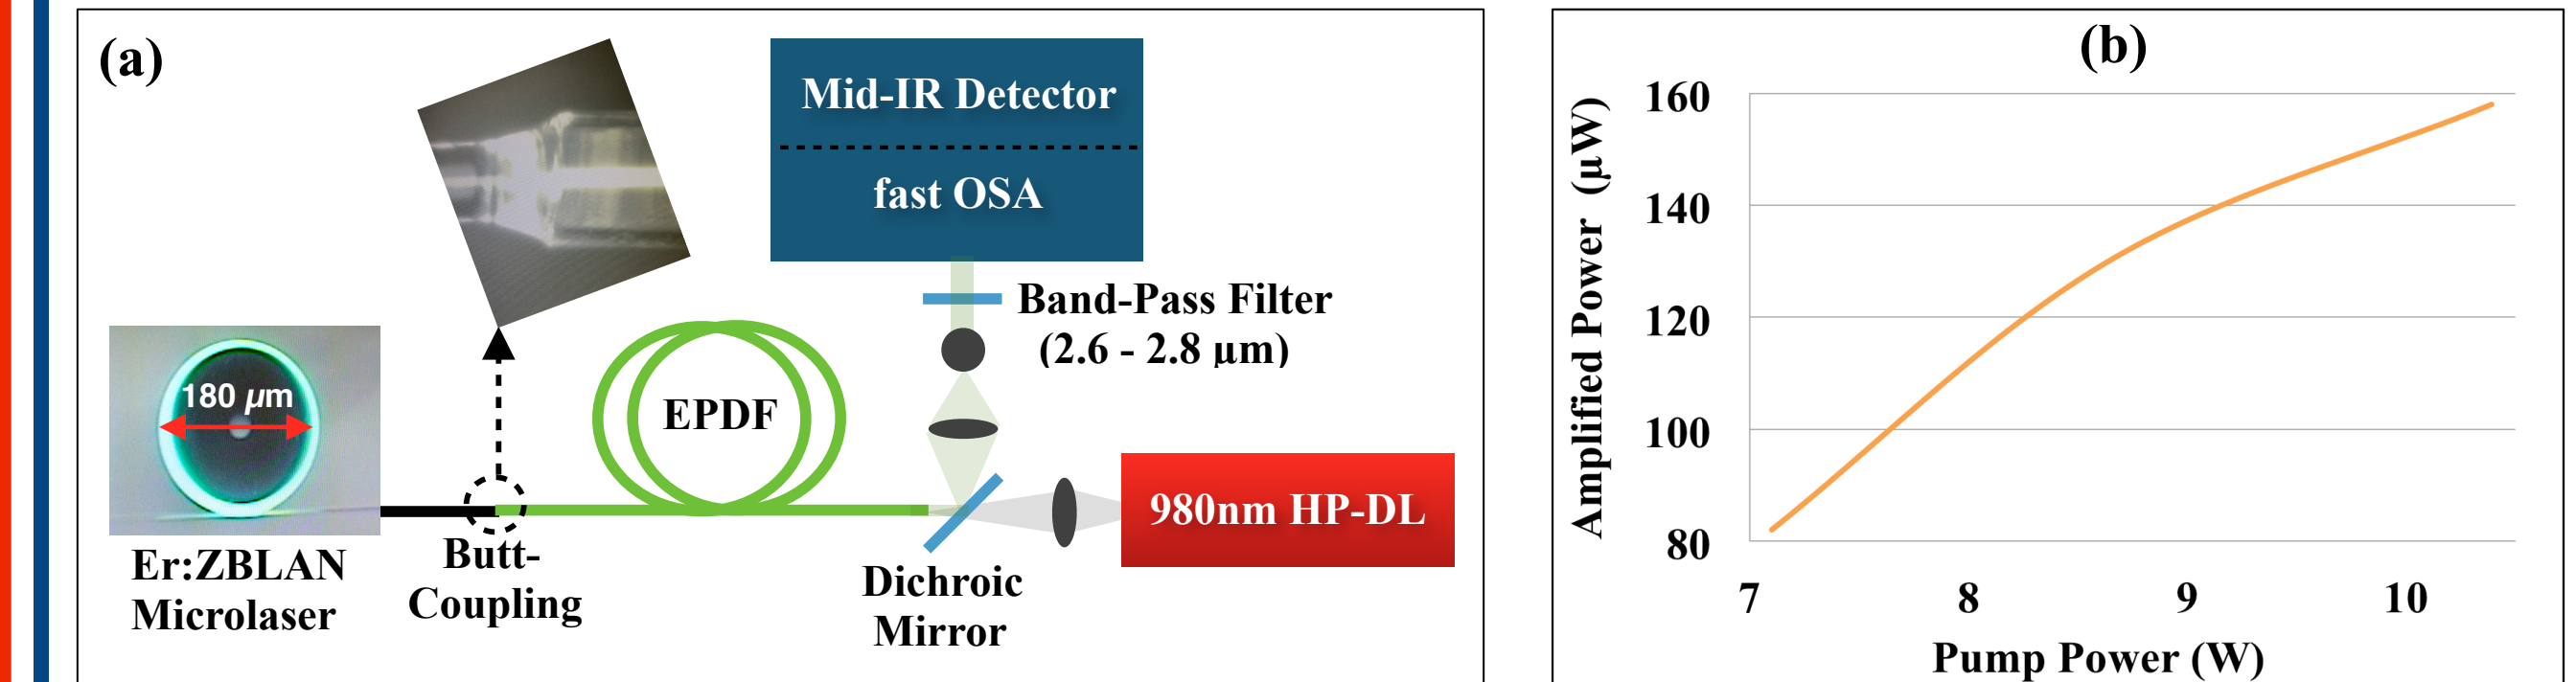 (a)
Mid-IR Detector
fast OSA
Band-Pass Filter
(2.6 - 2.8 µm)
180 µm
EPDF
980nm HP-DL
Er:ZBLAN
Microlaser
Butt-
Coupling
Dichroic
Mirror
(b)
Amplified Power (µW)
160
140
120
100
80
7 8 9 10
Pump Power (W)